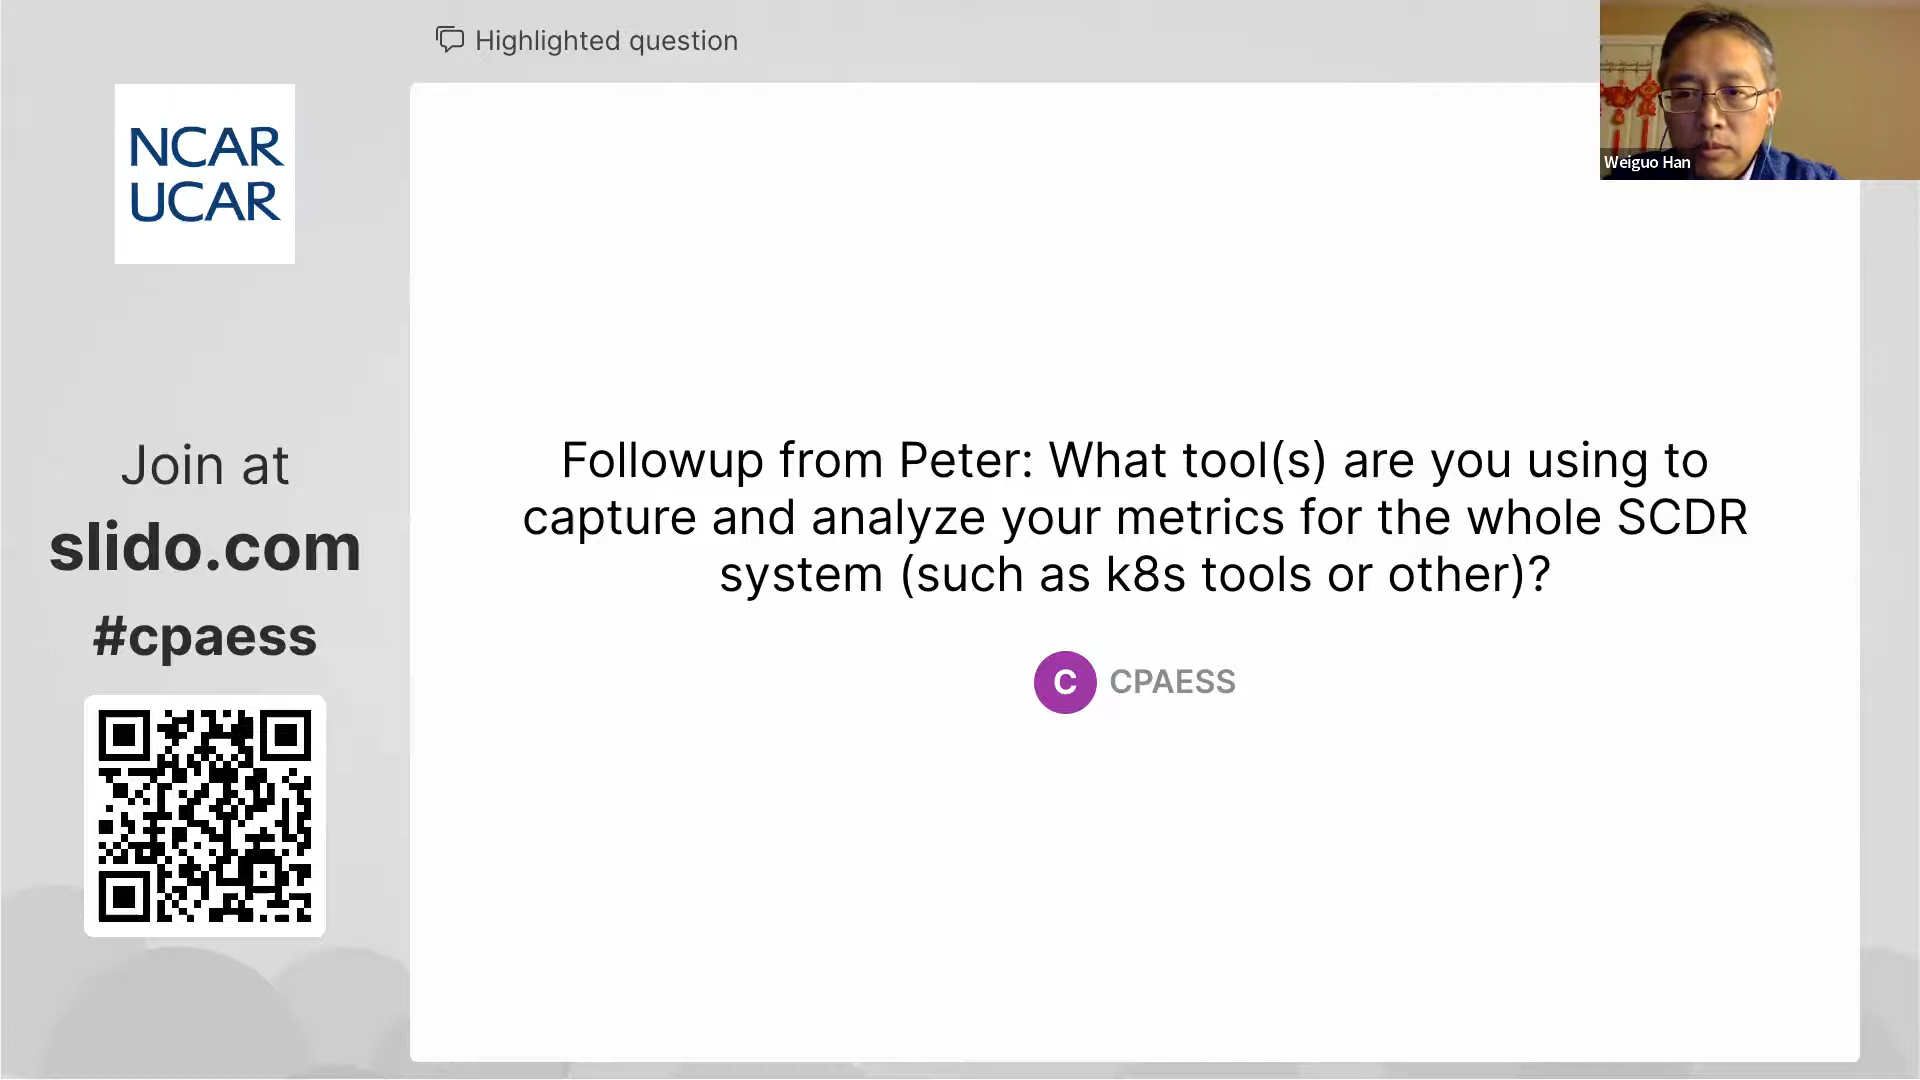 Highlighted question
NCAR
UCAR
Join at
slido.com
#cpaess
Followup from Peter: What tool(s) are you using to
capture and analyze your metrics for the whole SCDR
system (such as k8s tools or other)?
C CPAESS
Weiguo Han